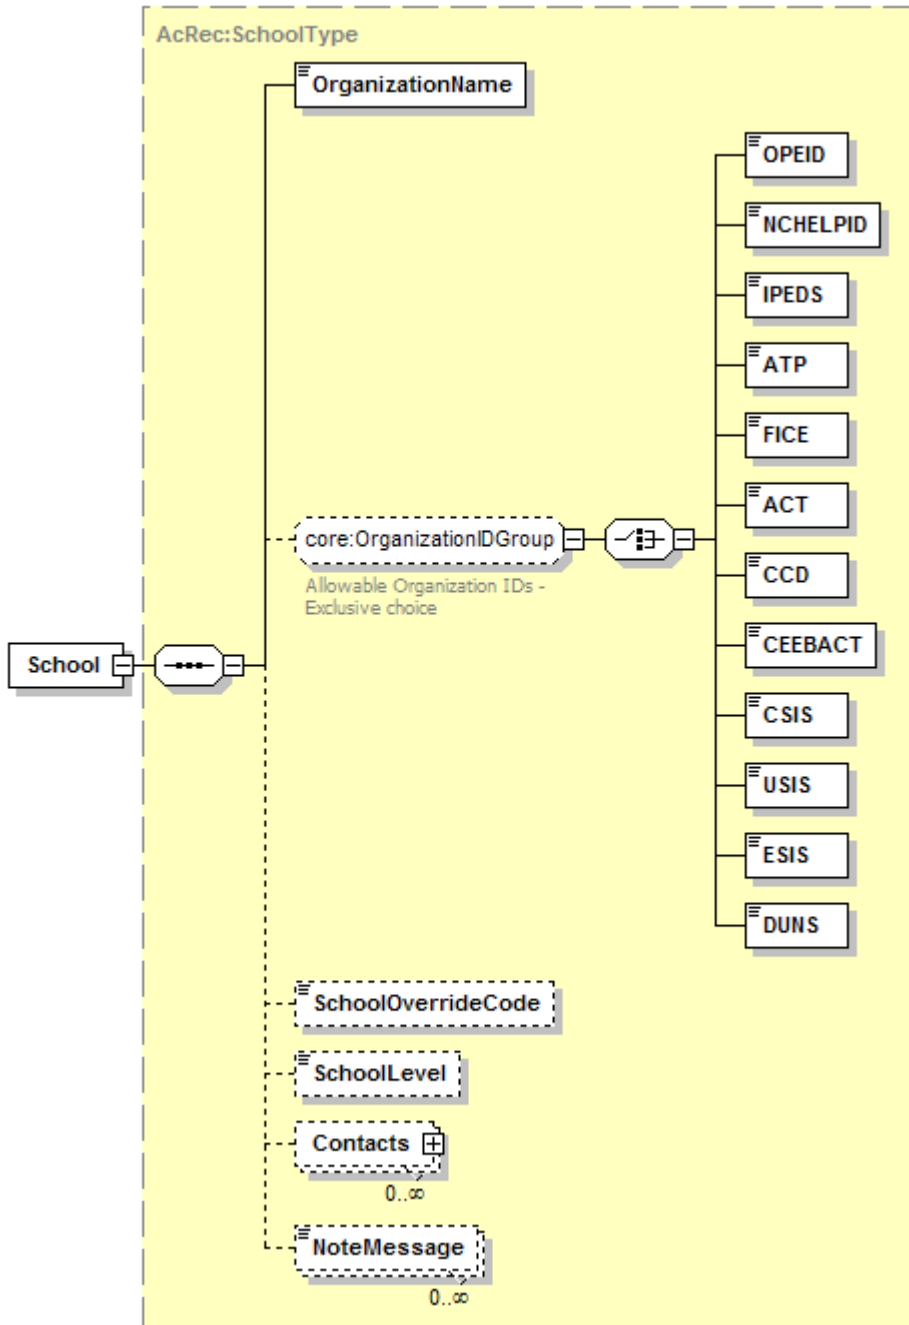 AcRec:SchoolType
OrganizationName
OPEID
NCHELPID
IPEDS
ATP
FICE
ACT
core:OrganizationIDGroup
Allowable Organization IDs -
Exclusive choice
CCD
CEEBACT
School
CSIS
USIS
ESIS
DUNS
SchoolOverrideCode
SchoolLevel
Contacts
0..∞
NoteMessage
0..∞